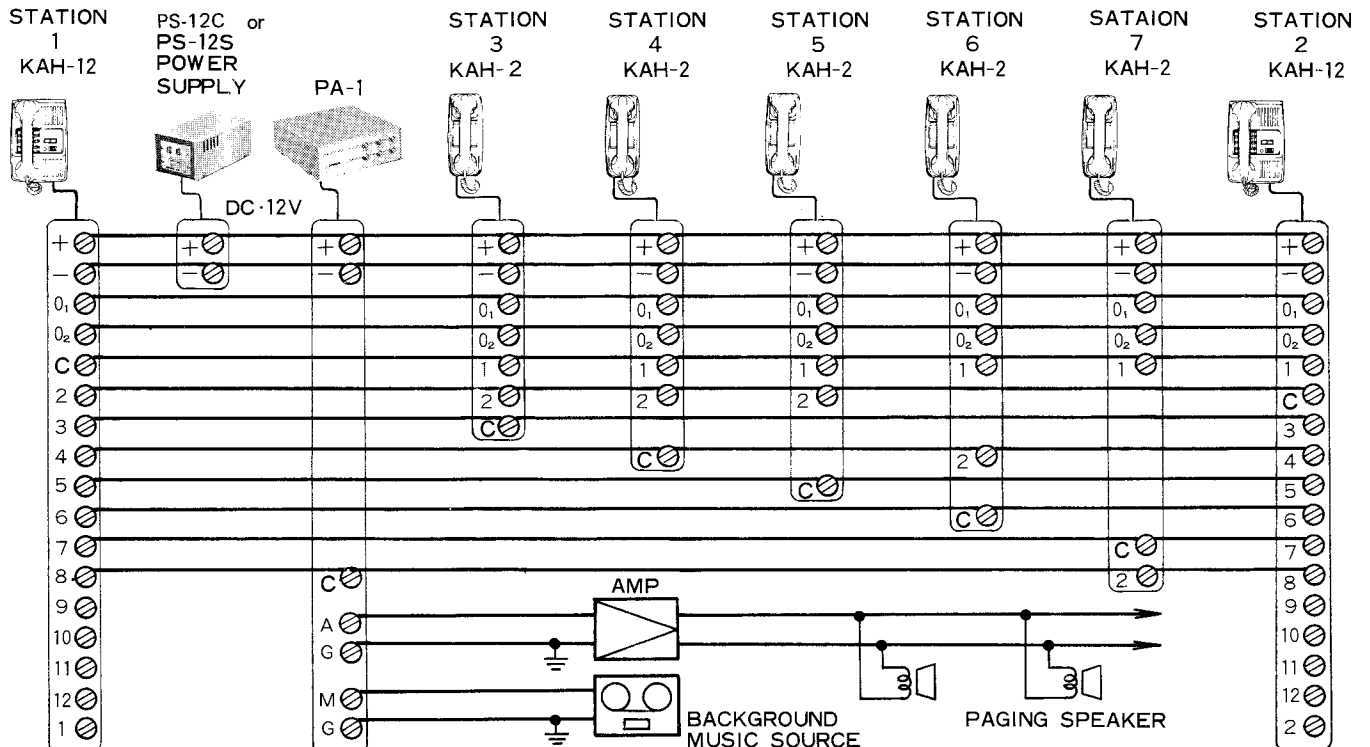 STATION
1
KAH-12
PS-12C or
PS-12S
POWER
SUPPLY
PA-1
STATION
3
KAH-2
STATION
4
KAH-2
STATION
5
KAH-2
STATION
6
KAH-2
SATAION
7
KAH-2
STATION
2
KAH-12
DC·12V
+
−
0₁
0₂
C
2
3
4
5
6
7
8
9
10
11
12
1
+
−
+
−
C
A
G
M
G
+
−
0₁
0₂
1
2
C
+
−
0₁
0₂
1
2
C
+
−
0₁
0₂
1
2
C
+
−
0₁
0₂
1
2
C
+
−
0₁
0₂
1
C
2
+
−
0₁
0₂
1
C
3
4
5
6
7
8
9
10
11
12
2
AMP
BACKGROUND
MUSIC SOURCE
PAGING SPEAKER